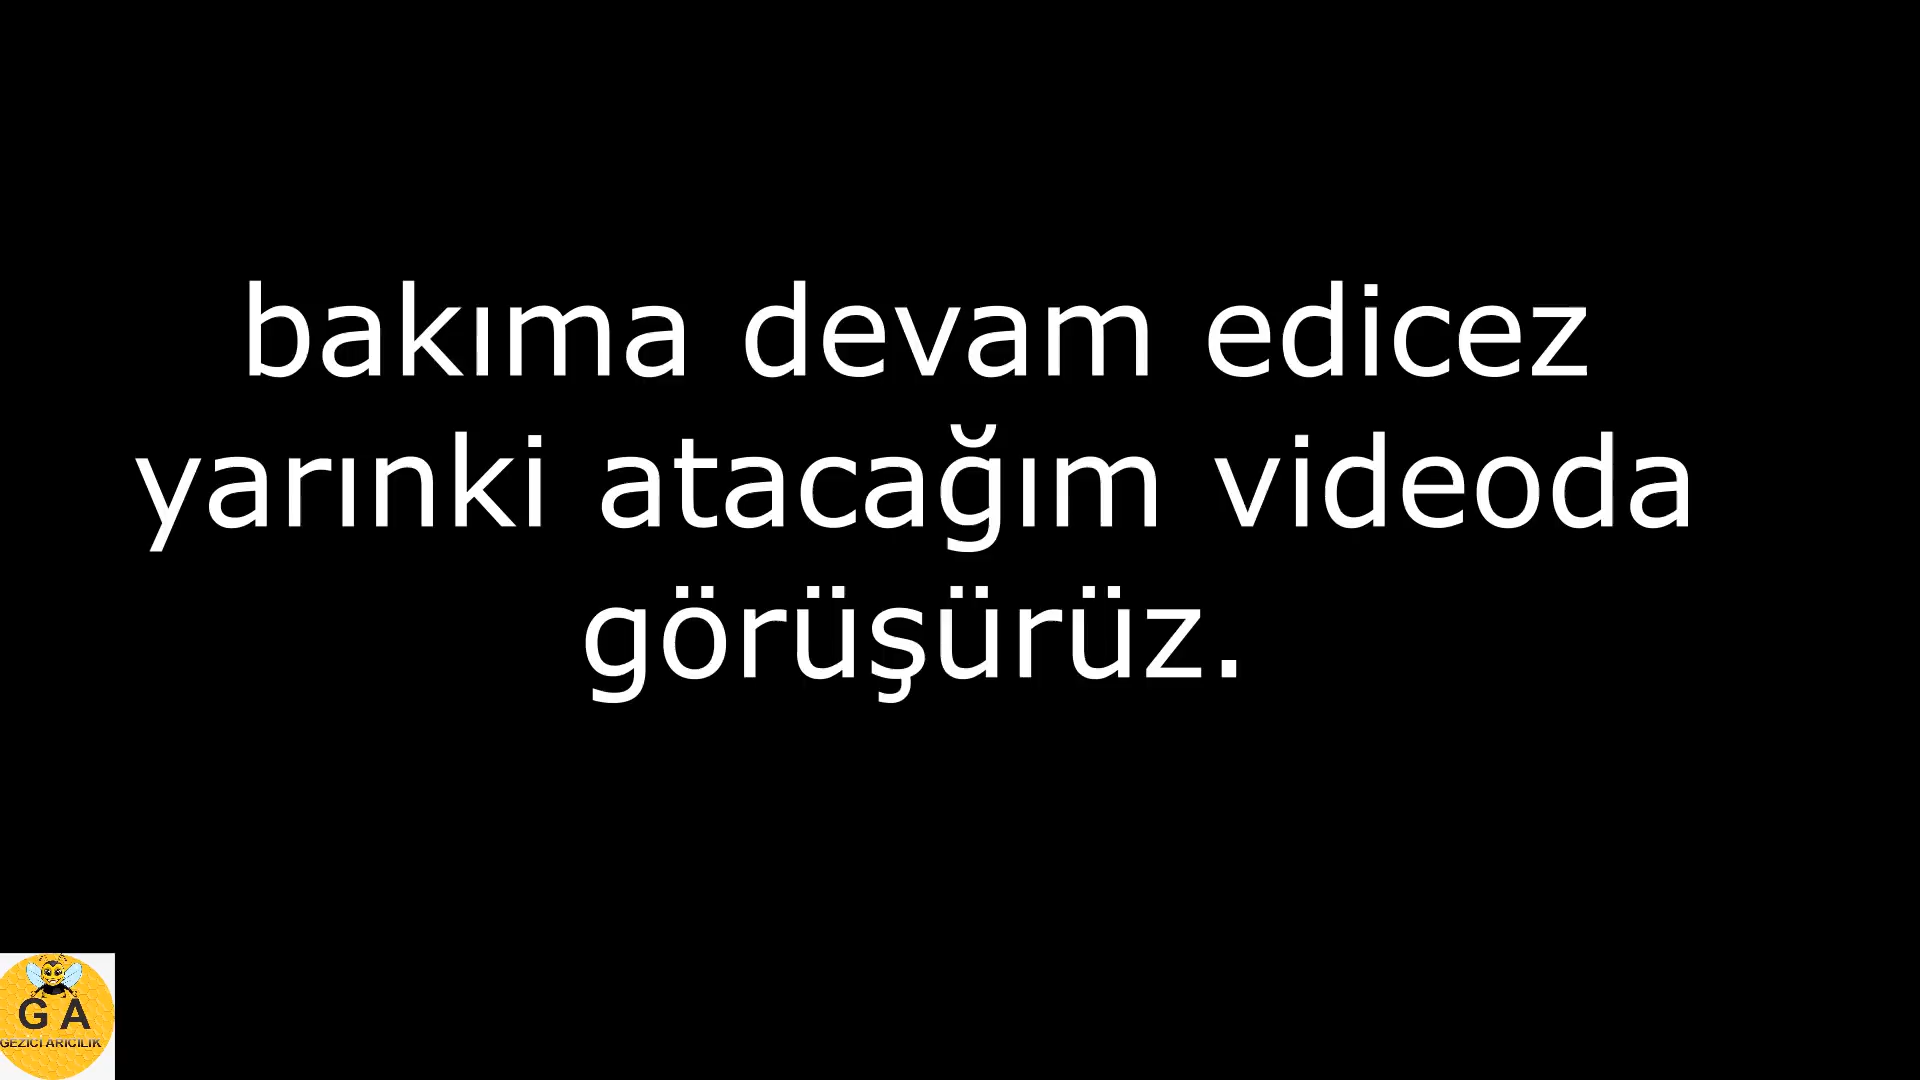 bakıma devam edicez
yarınki atacağım videoda
görüşürüz.
G A
GEZİCİ ARICILIK